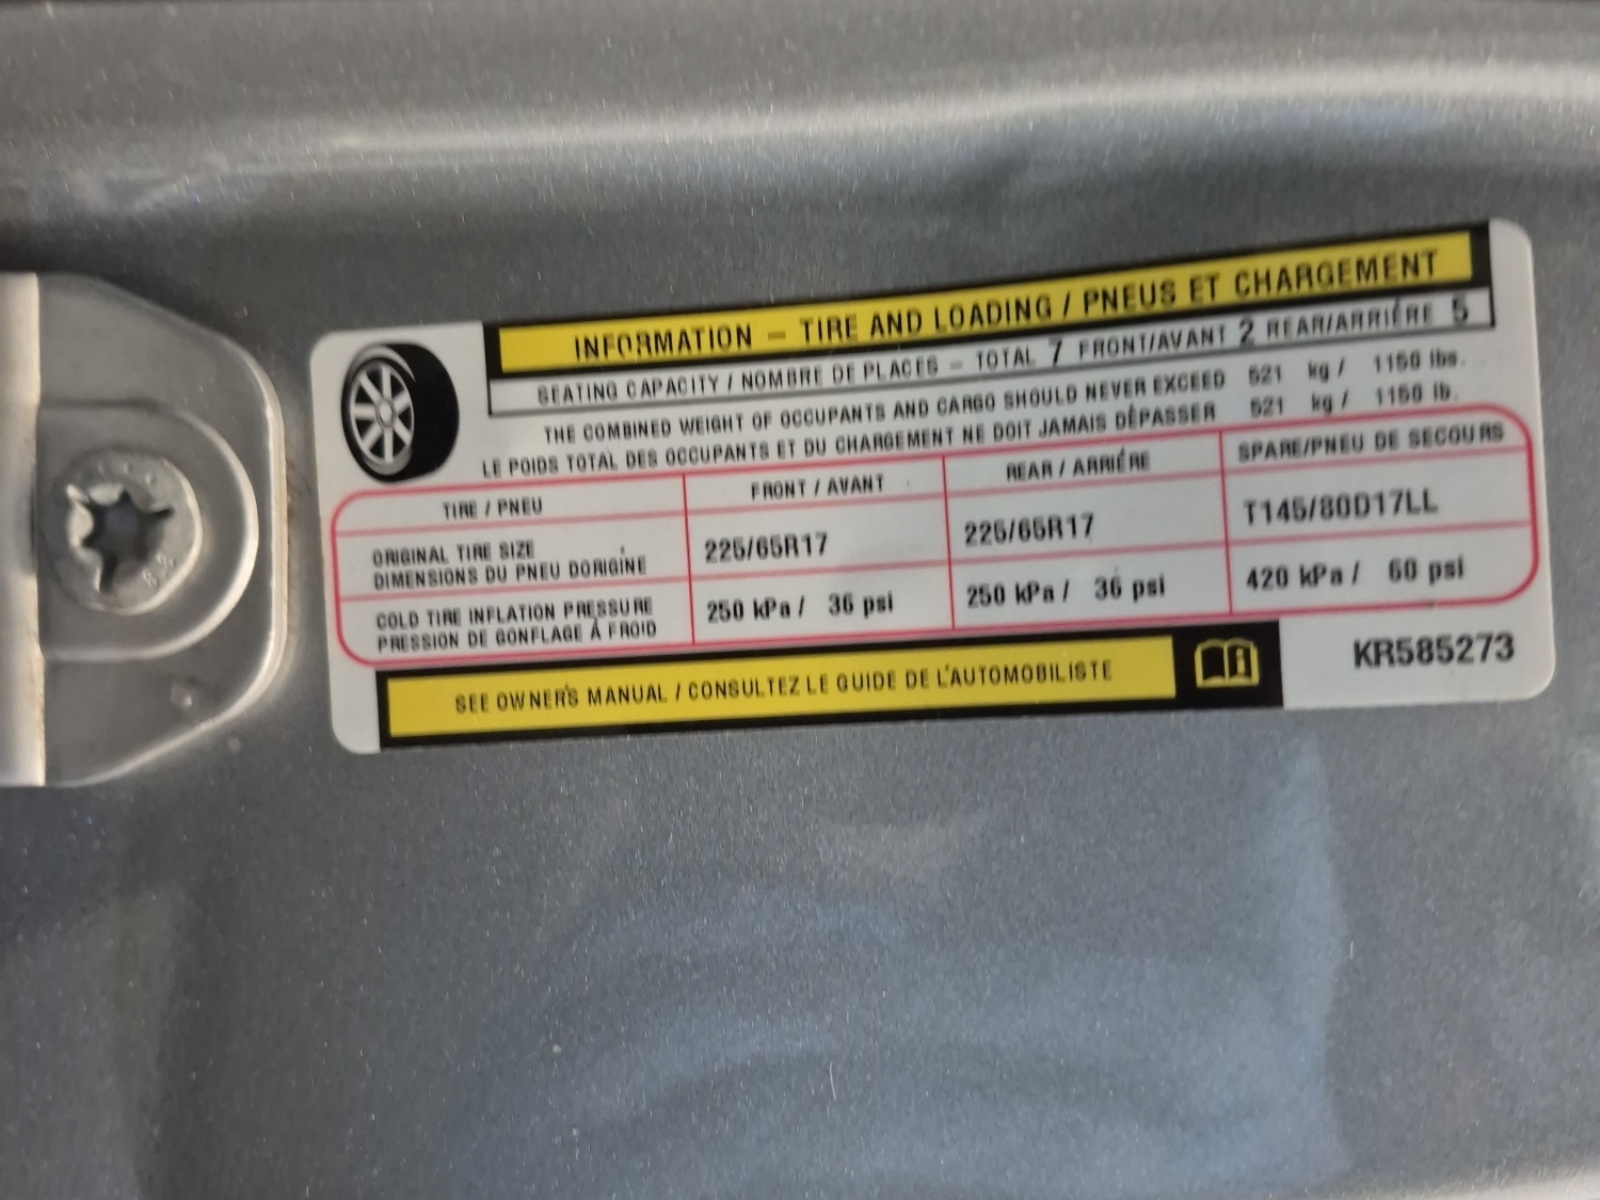 INFORMATION – TIRE AND LOADING / PNEUS ET CHARGEMENT
SEATING CAPACITY / NOMBRE DE PLACES – TOTAL 7 FRONT/AVANT 2 REAR/ARRIÉRE 5
THE COMBINED WEIGHT OF OCCUPANTS AND CARGO SHOULD NEVER EXCEED 521 kg / 1150 lbs.
LE POIDS TOTAL DES OCCUPANTS ET DU CHARGEMENT NE DOIT JAMAIS DÉPASSER 521 kg / 1150 lb.
TIRE / PNEU FRONT / AVANT REAR / ARRIÉRE SPARE/PNEU DE SECOURS
ORIGINAL TIRE SIZE
DIMENSIONS DU PNEU DORIGINE 225/65R17 225/65R17 T145/80D17LL
COLD TIRE INFLATION PRESSURE
PRESSION DE GONFLAGE Á FROID 250 kPa / 36 psi 250 kPa / 36 psi 420 kPa / 60 psi
SEE OWNER'S MANUAL / CONSULTEZ LE GUIDE DE L'AUTOMOBILISTE
KR585273